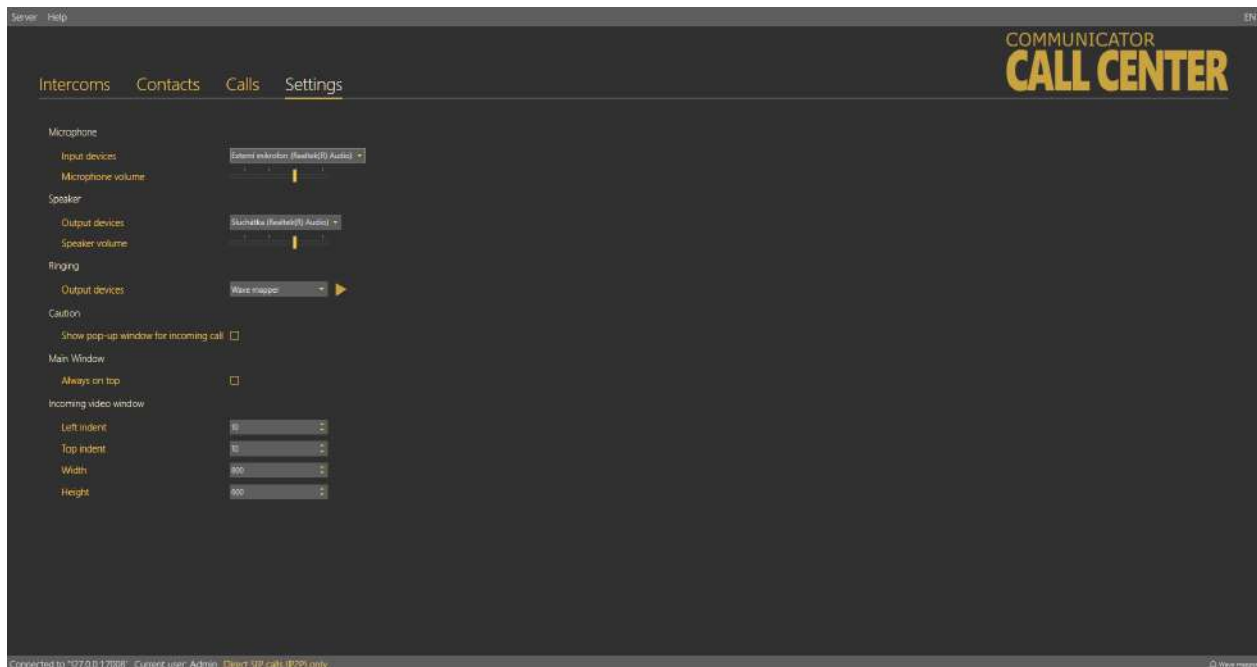 Server Help EN
COMMUNICATOR
CALL CENTER
Intercoms Contacts Calls Settings
Microphone
Input devices Externí mikrofon (Realtek(R) Audio)
Microphone volume
Speaker
Output devices Sluchátka (Realtek(R) Audio)
Speaker volume
Ringing
Output devices Wave mapper
Caution
Show pop-up window for incoming call
Main Window
Always on top
Incoming video window
Left indent 10
Top indent 10
Width 800
Height 600
Connected to "127.0.0.1:7008" Current user: Admin Direct SIP calls (P2P) only Wave mapper